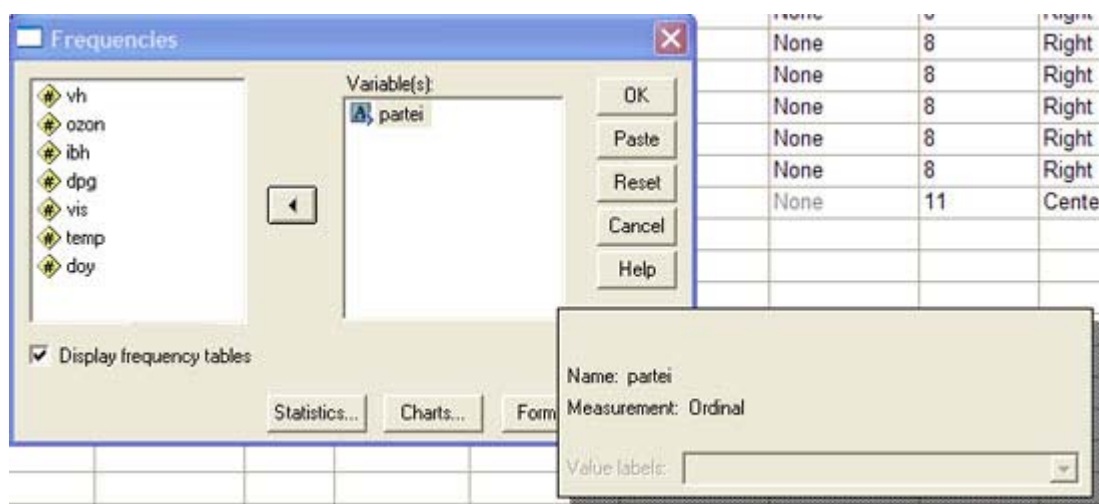 Frequencies
vh
ozon
ibh
dpg
vis
temp
doy
Variable(s):
partei
OK
Paste
Reset
Cancel
Help
Display frequency tables
Statistics...
Charts...
Form
None 8 Right
None 8 Right
None 8 Right
None 8 Right
None 8 Right
None 11 Cente
Name: partei
Measurement: Ordinal
Value labels: